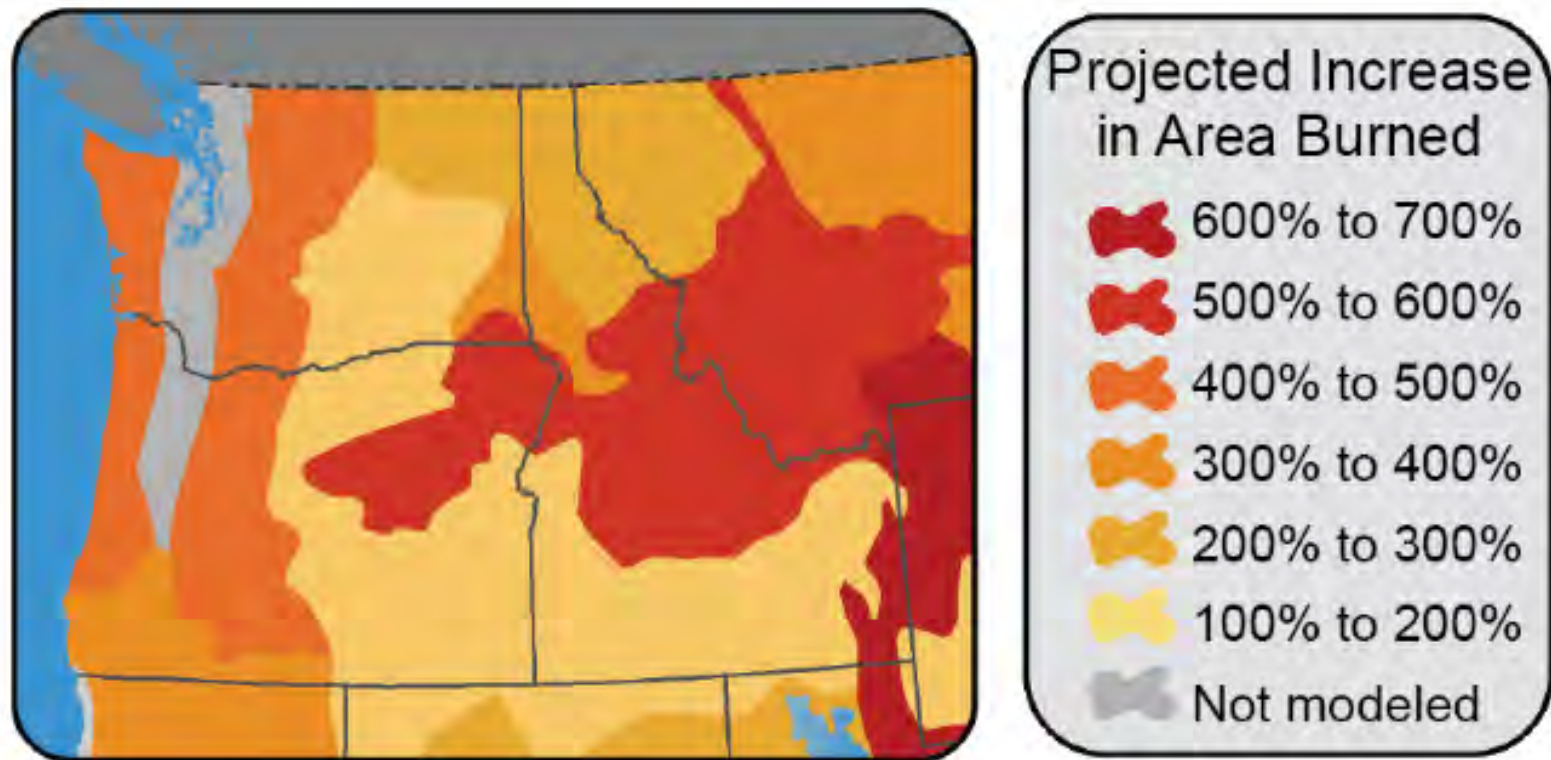 Projected Increase
in Area Burned
600% to 700%
500% to 600%
400% to 500%
300% to 400%
200% to 300%
100% to 200%
Not modeled